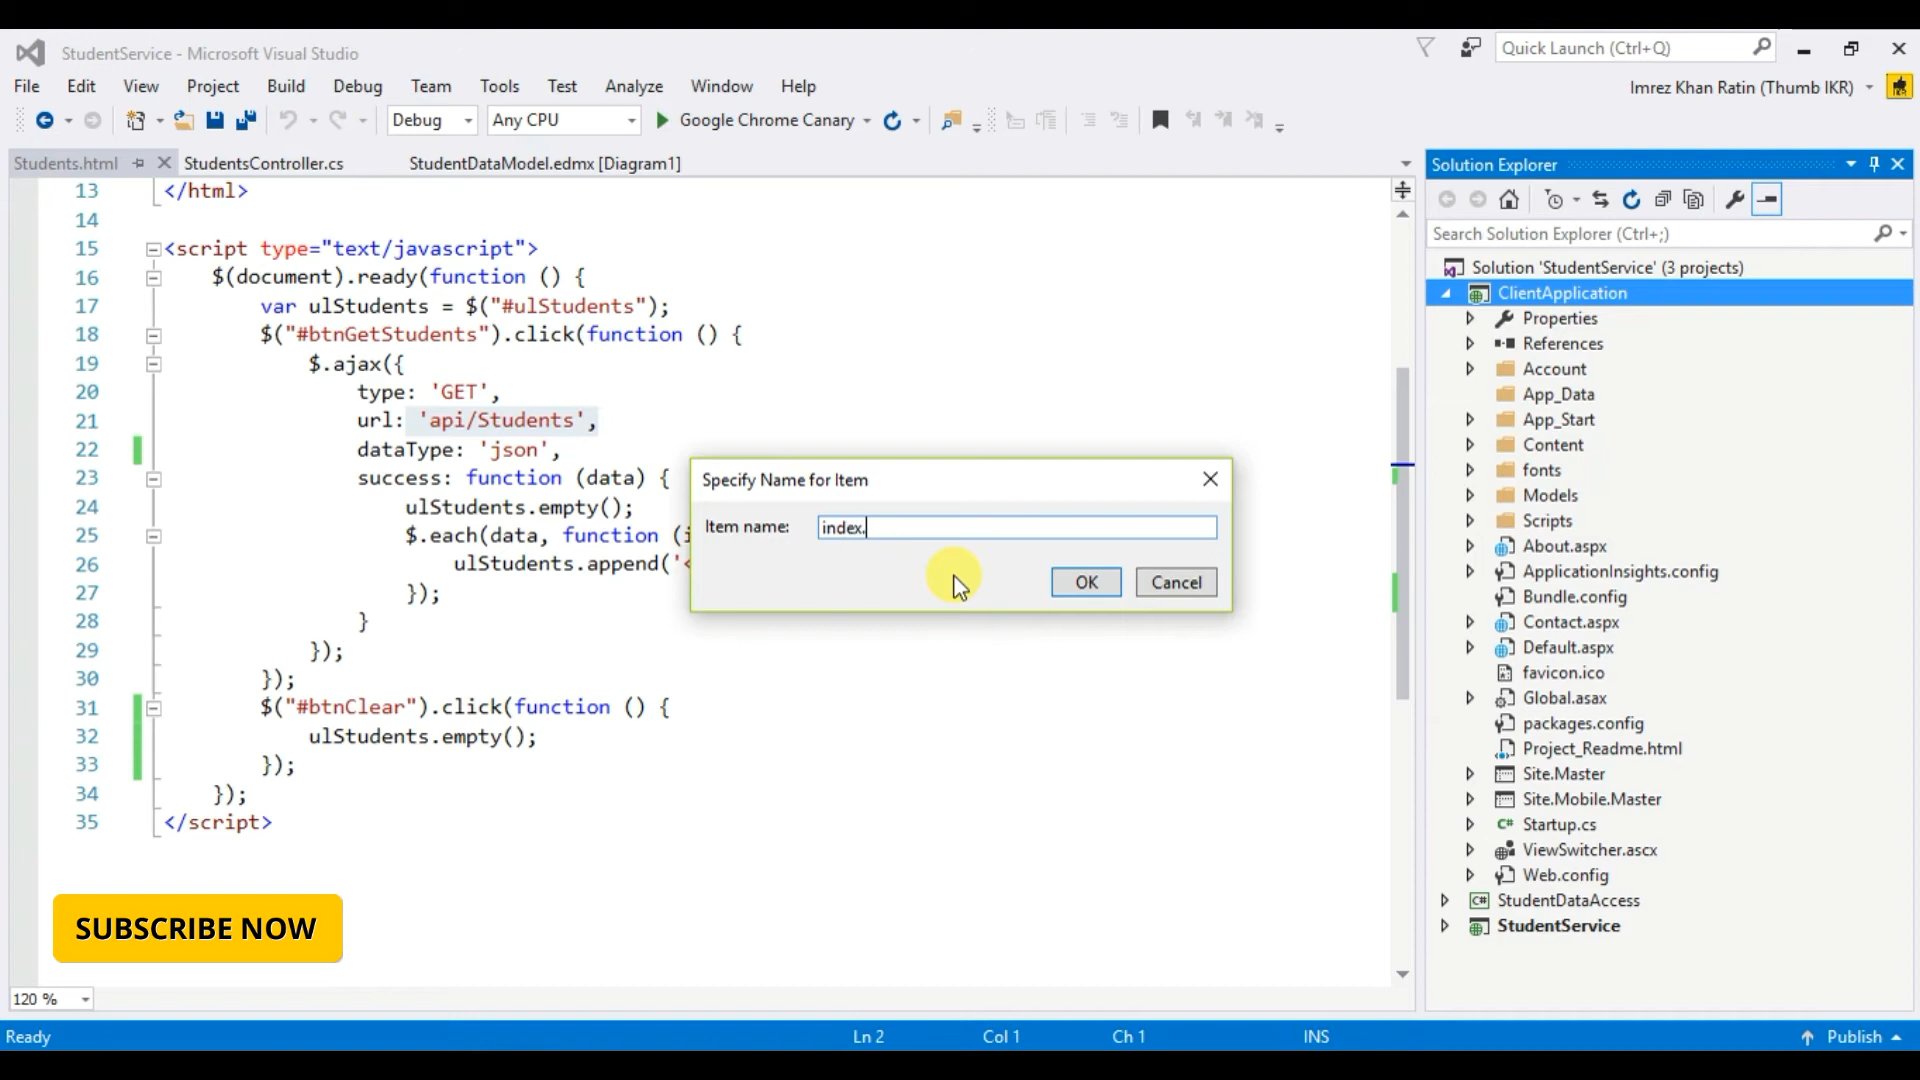 StudentService - Microsoft Visual Studio
Quick Launch (Ctrl+Q)
File Edit View Project Build Debug Team Tools Test Analyze Window Help
Imrez Khan Ratin (Thumb IKR)
Debug Any CPU Google Chrome Canary
Students.html StudentsController.cs StudentDataModel.edmx [Diagram1]
13 </html>
14
15 <script type="text/javascript">
16 $(document).ready(function () {
17 var ulStudents = $("#ulStudents");
18 $("#btnGetStudents").click(function () {
19 $.ajax({
20 type: 'GET',
21 url: 'api/Students',
22 dataType: 'json',
23 success: function (data) {
24 ulStudents.empty();
25 $.each(data, function (i
26 ulStudents.append('<
27 });
28 }
29 });
30 });
31 $("#btnClear").click(function () {
32 ulStudents.empty();
33 });
34 });
35 </script>
Specify Name for Item
Item name: index.
OK Cancel
SUBSCRIBE NOW
120 %
Solution Explorer
Search Solution Explorer (Ctrl+;)
Solution 'StudentService' (3 projects)
ClientApplication
Properties
References
Account
App_Data
App_Start
Content
fonts
Models
Scripts
About.aspx
ApplicationInsights.config
Bundle.config
Contact.aspx
Default.aspx
favicon.ico
Global.asax
packages.config
Project_Readme.html
Site.Master
Site.Mobile.Master
C# Startup.cs
ViewSwitcher.ascx
Web.config
C# StudentDataAccess
StudentService
Ready Ln 2 Col 1 Ch 1 INS Publish